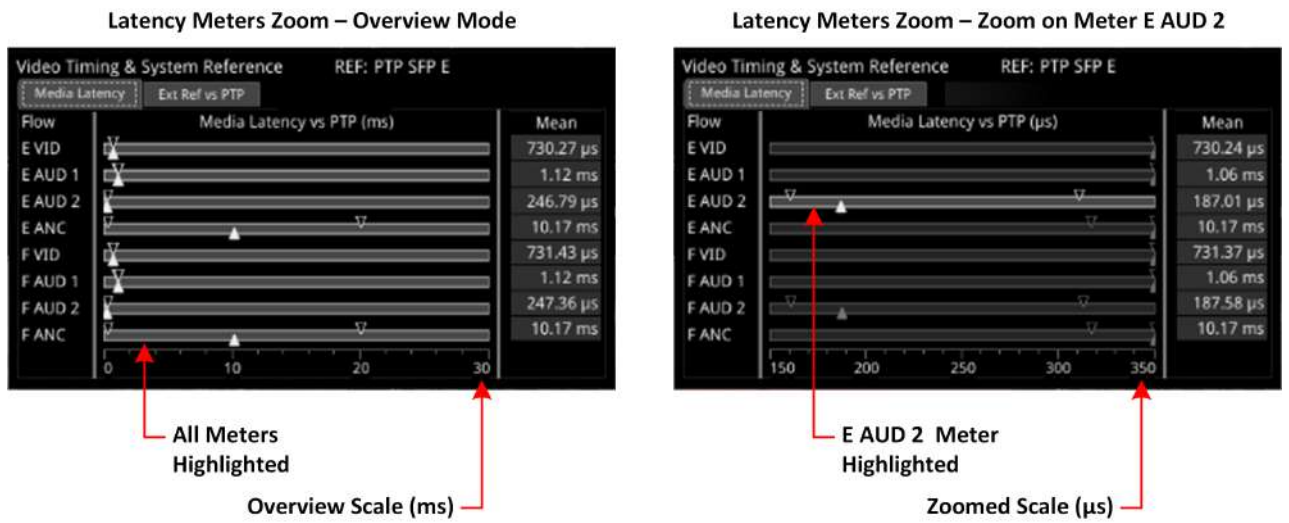 Latency Meters Zoom – Overview Mode
Video Timing & System Reference REF: PTP SFP E
Media Latency Ext Ref vs PTP
Flow Media Latency vs PTP (ms) Mean
E VID 730.27 µs
E AUD 1 1.12 ms
E AUD 2 246.79 µs
E ANC 10.17 ms
F VID 731.43 µs
F AUD 1 1.12 ms
F AUD 2 247.36 µs
F ANC 10.17 ms
0 10 20 30
All Meters
Highlighted
Overview Scale (ms)
Latency Meters Zoom – Zoom on Meter E AUD 2
Video Timing & System Reference REF: PTP SFP E
Media Latency Ext Ref vs PTP
Flow Media Latency vs PTP (µs) Mean
E VID 730.24 µs
E AUD 1 1.06 ms
E AUD 2 187.01 µs
E ANC 10.17 ms
F VID 731.37 µs
F AUD 1 1.06 ms
F AUD 2 187.58 µs
F ANC 10.17 ms
150 200 250 300 350
E AUD 2 Meter
Highlighted
Zoomed Scale (µs)